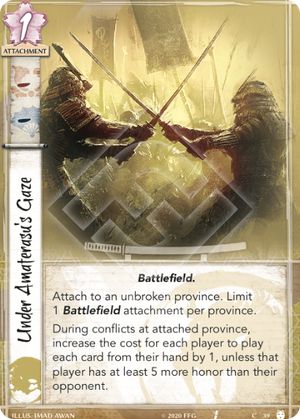 1
ATTACHMENT
Under Amaterasu's Gaze
Battlefield.
Attach to an unbroken province. Limit
1 Battlefield attachment per province.
During conflicts at attached province,
increase the cost for each player to play
each card from their hand by 1, unless that
player has at least 5 more honor than their
opponent.
ILLUS: IMAD AWAN
© 2020 FFG
39